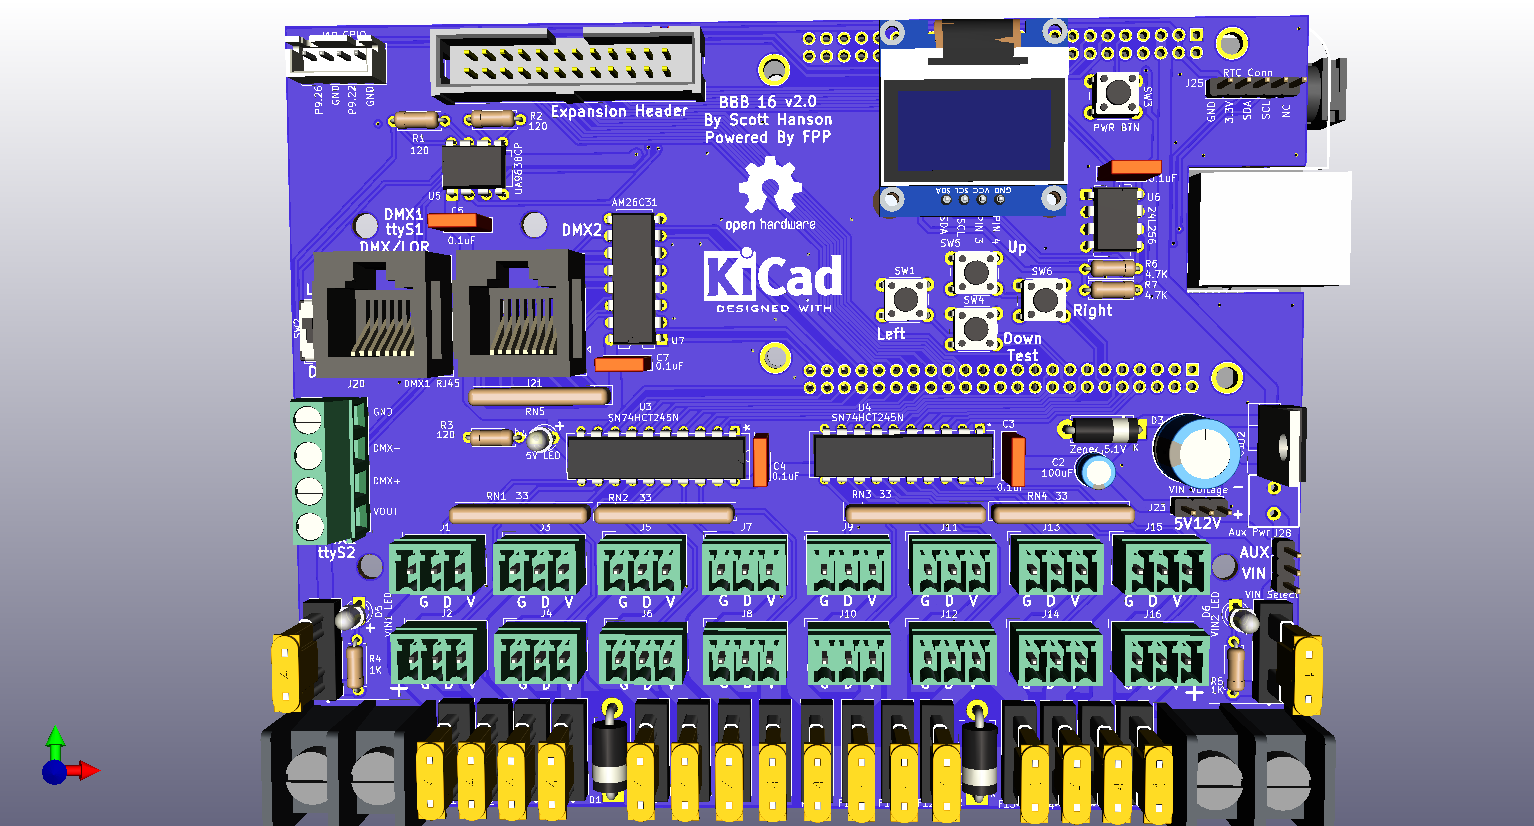 J19 GPIO
P9.26
GND
P9.22
GND
Expansion Header
BBB 16 v2.0
By Scott Hanson
Powered By FPP
R1
120
R2
120
U5
UA9638CP
C5
0.1uF
DMX1
ttyS1
DMX/LOR
DMX2
AM26C31
U7
C7
0.1uF
open hardware
KiCad
DESIGNED WITH
GND VCC SCL SDA
SDA
SCL
PIN 3
PIN 4
SW3
PWR BTN
RTC Conn
J25
GND
3.3V
SDA
SCL
NC
0.1uF
U6
24LC256
R6
4.7K
R7
4.7K
SW5
Up
SW1
Left
SW4
SW6
Right
Down
Test
J20
DMX1 RJ45
J21
RN5
GND
DMX-
DMX+
VOUT
ttyS2
R3
120
5V LED
U3
SN74HCT245N
C4
0.1uF
U4
SN74HCT245N
C3
0.1uF
D3
Zener 5.1V K
C2
100uF
VIN Voltage
J23
5V12V
Aux Pwr J26
AUX
VIN
VIN Select
RN1 33
RN2 33
RN3 33
RN4 33
J1
J3
J5
J7
J9
J11
J13
J15
G D V
G D V
G D V
G D V
G D V
G D V
G D V
G D V
J2
J4
J6
J8
J10
J12
J14
J16
D5
VIN1 LED
R4
1K
D6
VIN2 LED
R5
1K
G D V
G D V
G D V
G D V
G D V
G D V
G D V
G D V
D1